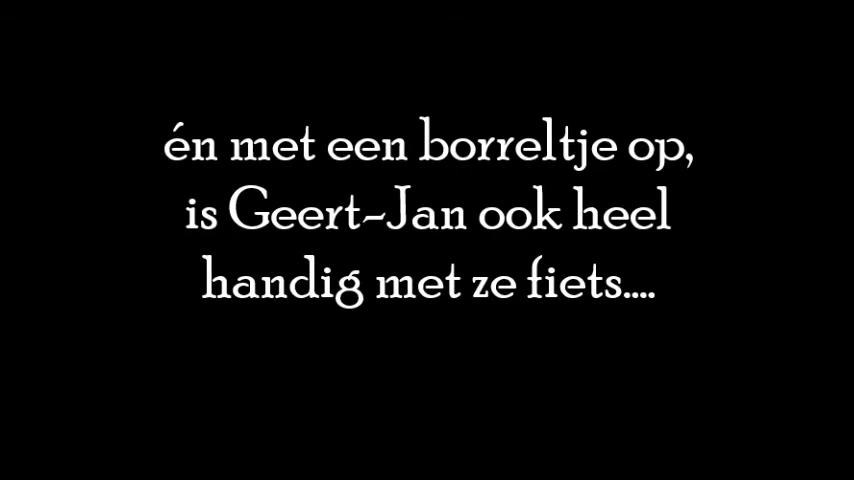 én met een borreltje op,
is Geert-Jan ook heel
handig met ze fiets....